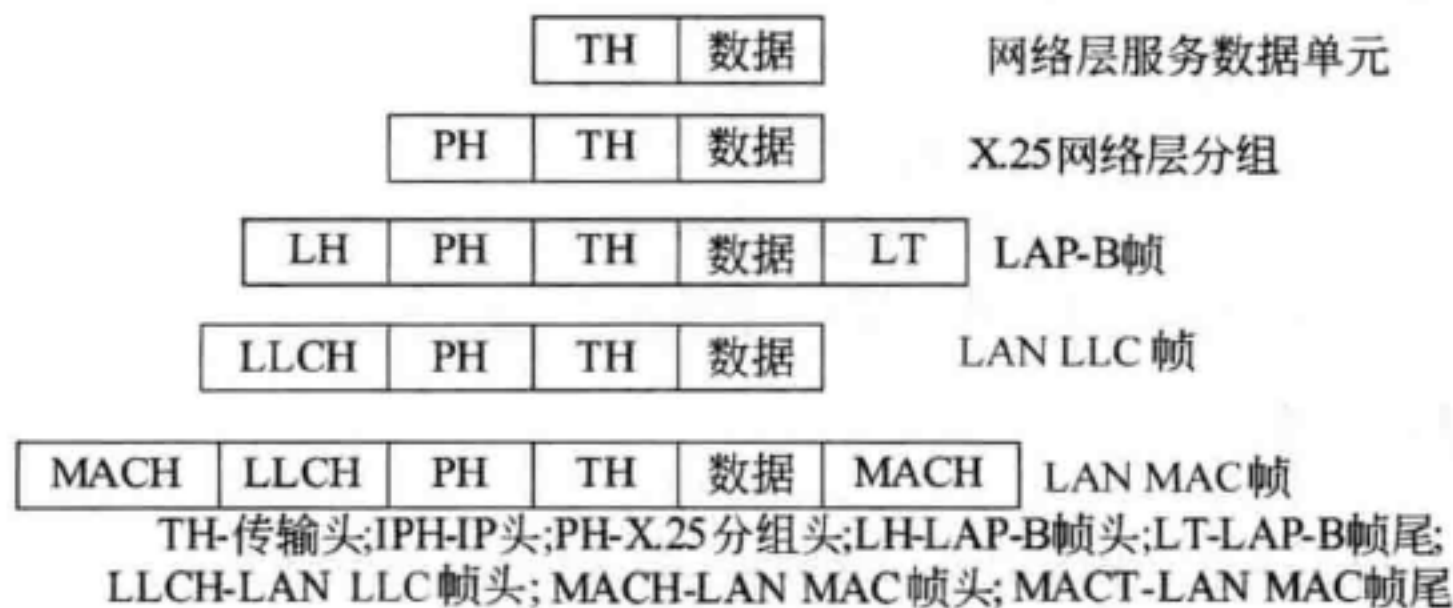 TH 数据 网络层服务数据单元
PH TH 数据 X.25网络层分组
LH PH TH 数据 LT LAP-B帧
LLCH PH TH 数据 LAN LLC 帧
MACH LLCH PH TH 数据 MACH LAN MAC帧
TH-传输头;IPH-IP头;PH-X.25分组头;LH-LAP-B帧头;LT-LAP-B帧尾;
LLCH-LAN LLC帧头; MACH-LAN MAC帧头; MACT-LAN MAC帧尾